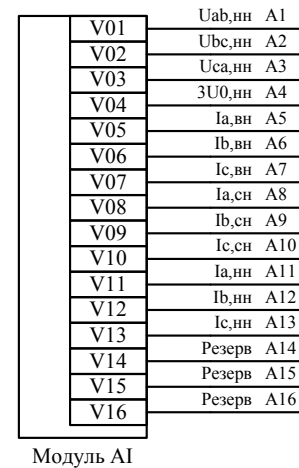 Uab,нн A1
V01
Ubc,нн A2
V02
Uca,нн A3
V03
3U0,нн A4
V04
Ia,вн A5
V05
Ib,вн A6
V06
Ic,вн A7
V07
Ia,сн A8
V08
Ib,сн A9
V09
Ic,сн A10
V10
Ia,нн A11
V11
Ib,нн A12
V12
Ic,нн A13
V13
Резерв A14
V14
Резерв A15
V15
Резерв A16
V16
Модуль AI